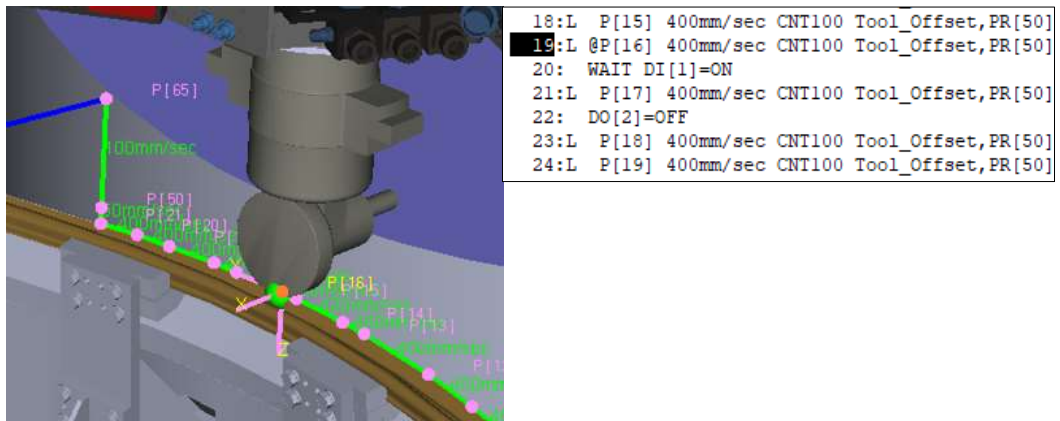 P[65]
100mm/sec
P[50]
P[21]
P[20]
P[16]
P[15]
P[14]
P[13]
X
Z
18:L P[15] 400mm/sec CNT100 Tool_Offset,PR[50]
19:L @P[16] 400mm/sec CNT100 Tool_Offset,PR[50]
20: WAIT DI[1]=ON
21:L P[17] 400mm/sec CNT100 Tool_Offset,PR[50]
22: DO[2]=OFF
23:L P[18] 400mm/sec CNT100 Tool_Offset,PR[50]
24:L P[19] 400mm/sec CNT100 Tool_Offset,PR[50]